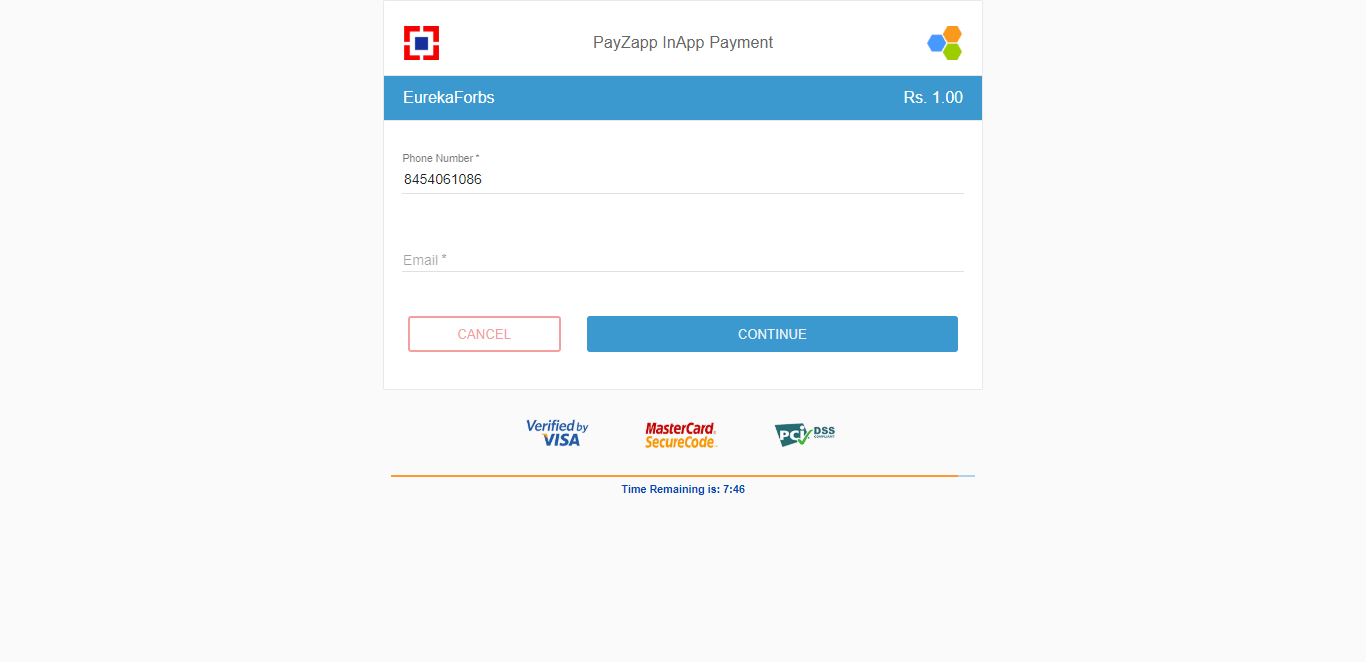 PayZapp InApp Payment
EurekaForbs Rs. 1.00
Phone Number *
8454061086
Email *
CANCEL CONTINUE
Verified by VISA MasterCard SecureCode PCI DSS COMPLIANT
Time Remaining is: 7:46